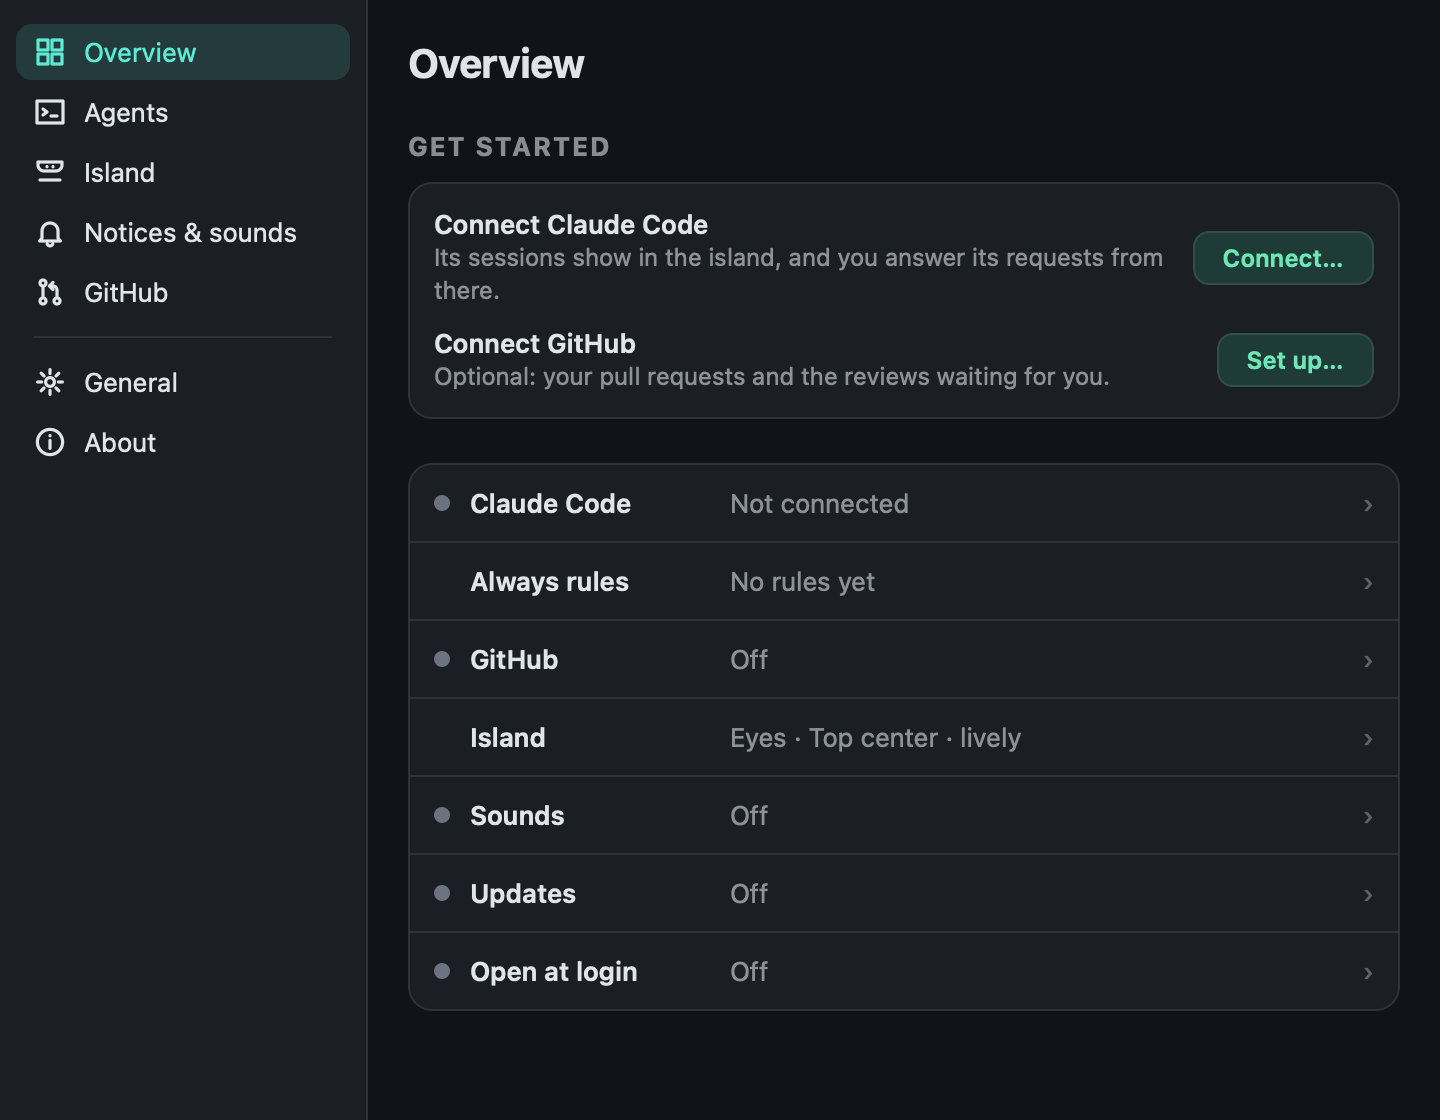 Overview
Agents
Island
Notices & sounds
GitHub
General
About
Overview
GET STARTED
Connect Claude Code
Its sessions show in the island, and you answer its requests from
there.
Connect...
Connect GitHub
Optional: your pull requests and the reviews waiting for you.
Set up...
Claude Code Not connected ›
Always rules No rules yet ›
GitHub Off ›
Island Eyes · Top center · lively ›
Sounds Off ›
Updates Off ›
Open at login Off ›